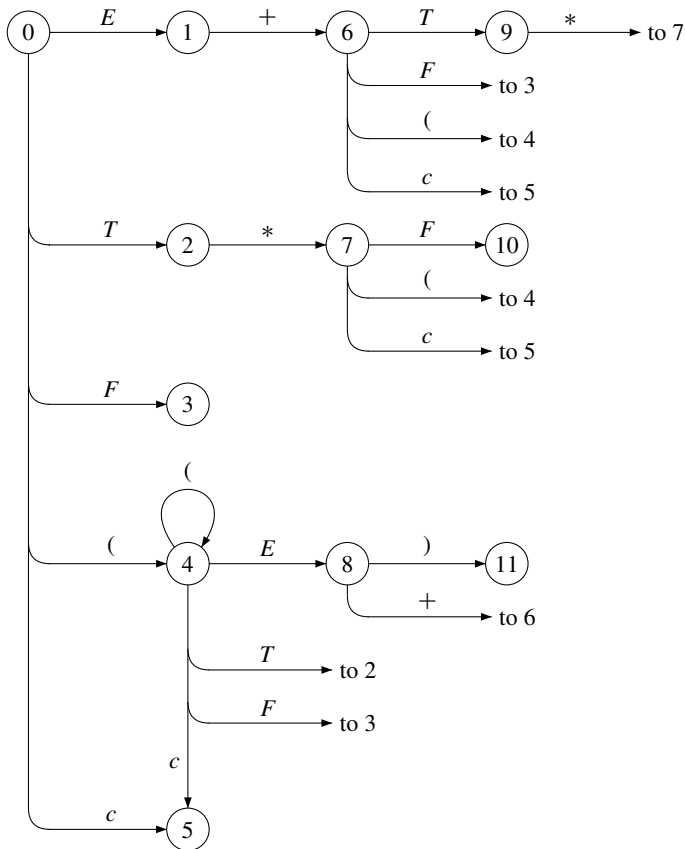 0 E 1 + 6 T 9 * to 7
F to 3
( to 4
c to 5
T 2 * 7 F 10
( to 4
c to 5
F 3
(
( 4 E 8 ) 11
+ to 6
T to 2
F to 3
c
c 5